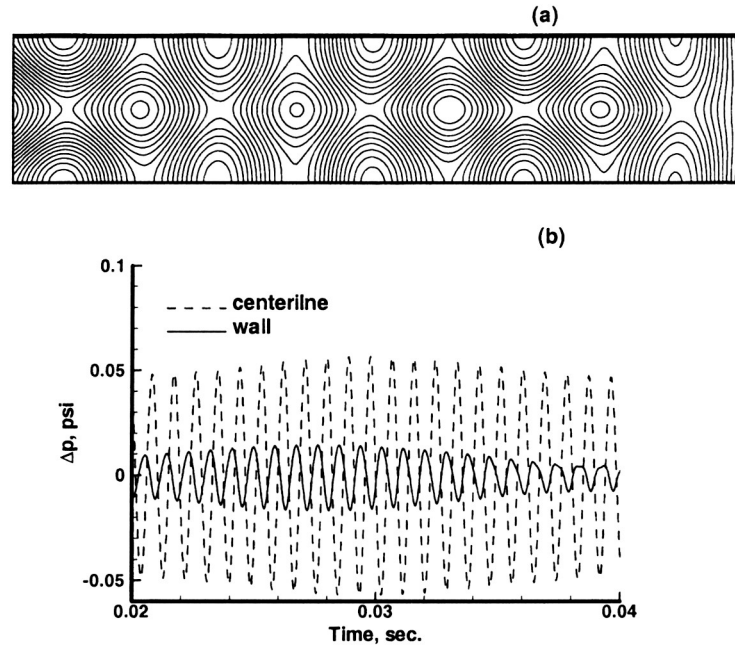 (a)
(b)
0.1
centerilne
wall
0.05
Δp, psi
0
-0.05
0.02
0.03
0.04
Time, sec.